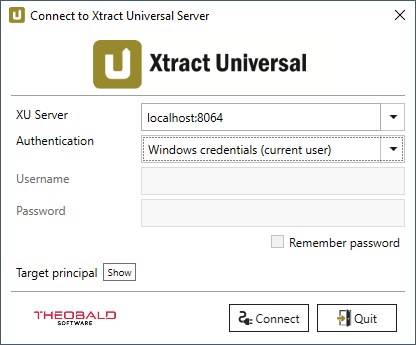 Connect to Xtract Universal Server
Xtract Universal
XU Server
localhost:8064
Authentication
Windows credentials (current user)
Username
Password
Remember password
Target principal Show
THEOBALD
SOFTWARE
Connect
Quit